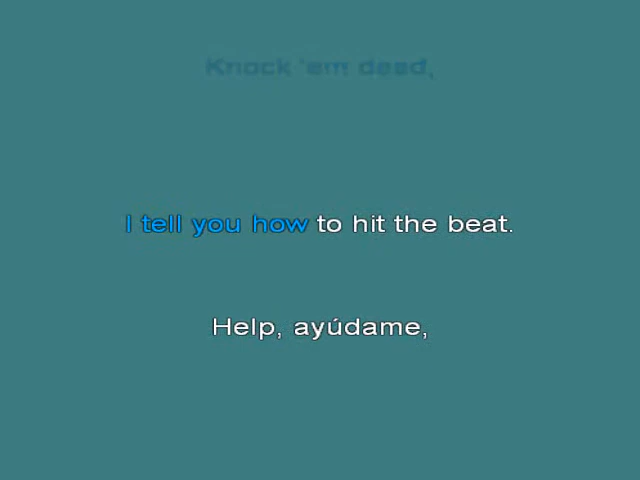 Knock 'em dead,
I tell you how to hit the beat.
Help, ayúdame,